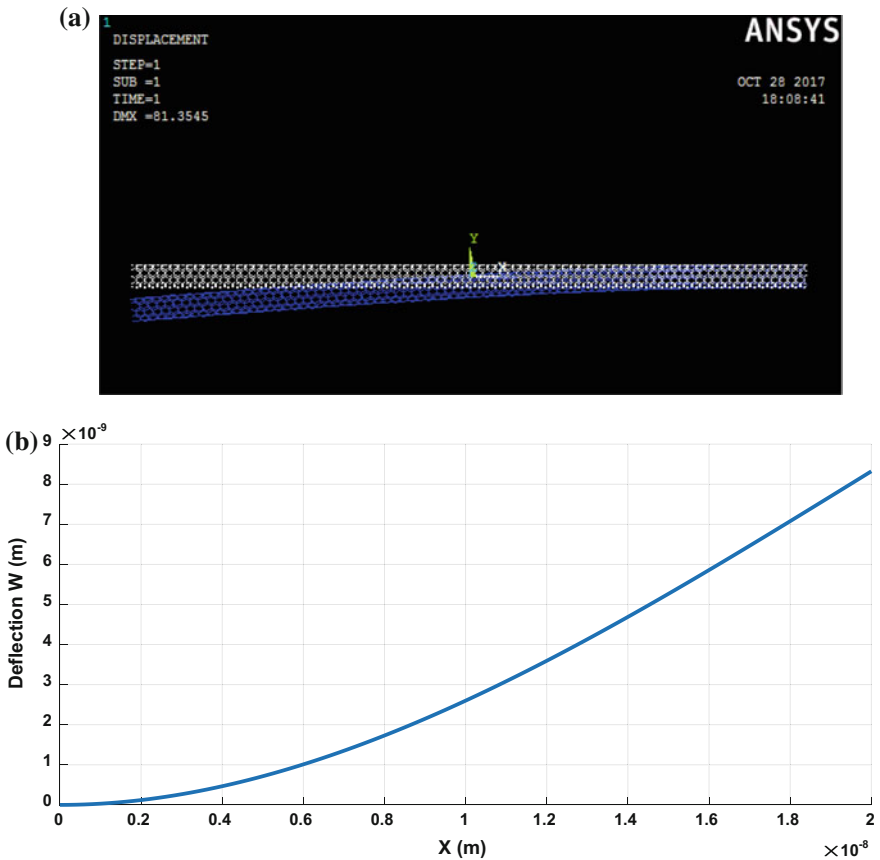 (a)
1
DISPLACEMENT
STEP=1
SUB =1
TIME=1
DMX =81.3545
ANSYS
OCT 28 2017
18:08:41
Y
X
(b)
×10-9
9
8
7
6
5
4
3
2
1
0
Deflection W (m)
0 0.2 0.4 0.6 0.8 1 1.2 1.4 1.6 1.8 2
X (m)
×10-8